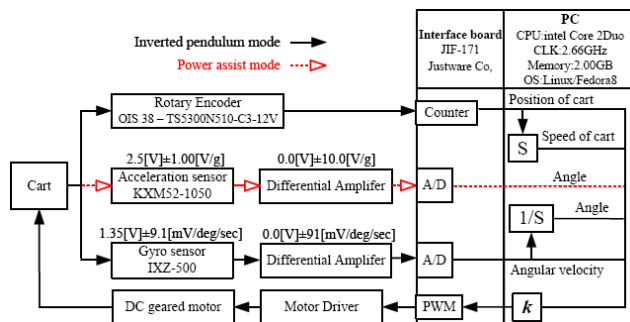 Inverted pendulum mode
Power assist mode
Interface board
JIF-171
Justware Co,
PC
CPU:intel Core 2Duo
CLK:2.66GHz
Memory:2.00GB
OS:Linux/Fedora8
Rotary Encoder
OIS 38 – TS5300N510-C3-12V
Counter
Position of cart
S
Speed of cart
Cart
2.5[V]±1.00[V/g]
Acceleration sensor
KXM52-1050
0.0[V]±10.0[V/g]
Differential Amplifer
A/D
Angle
1/S
Angle
1.35[V]±9.1[mV/deg/sec]
Gyro sensor
IXZ-500
0.0[V]±91[mV/deg/sec]
Differential Amplifer
A/D
Angular velocity
DC geared motor
Motor Driver
PWM
k